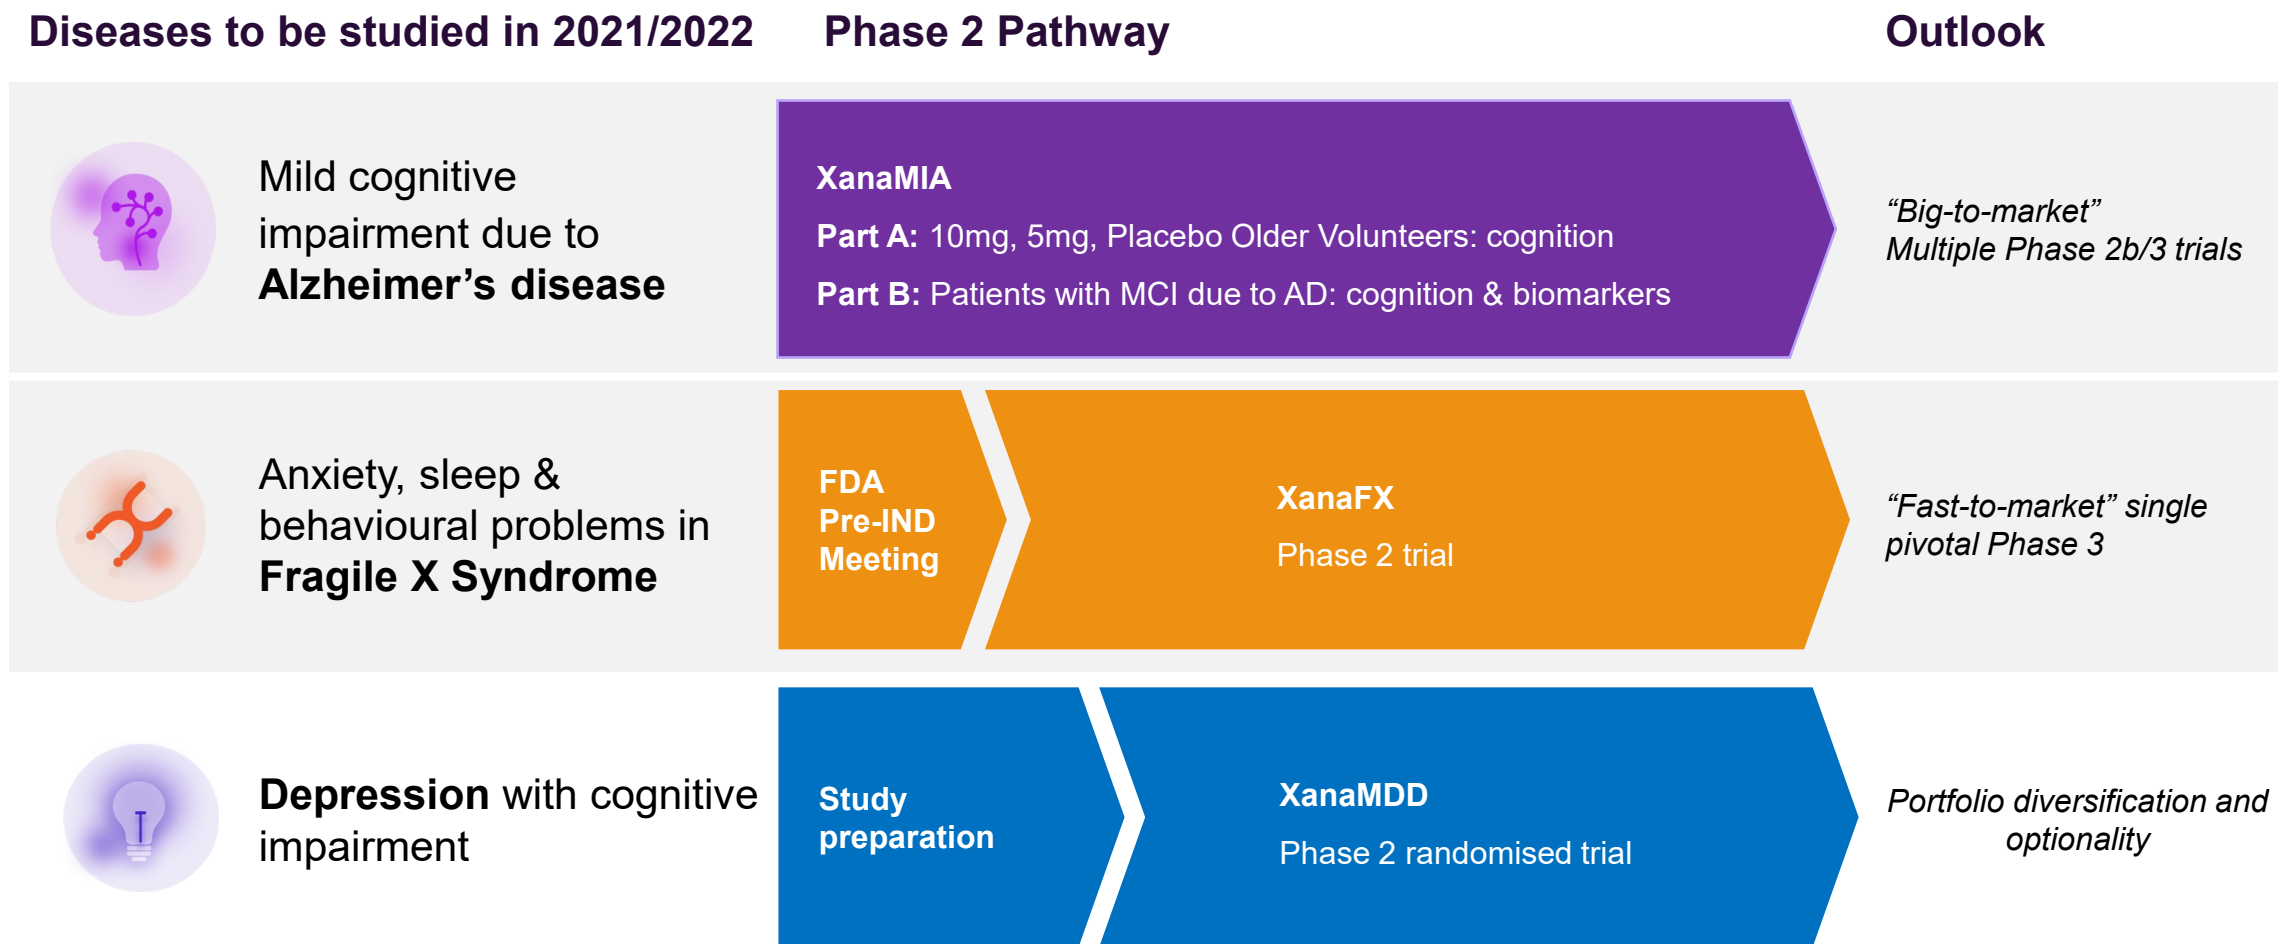 Diseases to be studied in 2021/2022
Phase 2 Pathway
Outlook
Mild cognitive
impairment due to
Alzheimer’s disease
XanaMIA
Part A: 10mg, 5mg, Placebo Older Volunteers: cognition
Part B: Patients with MCI due to AD: cognition & biomarkers
“Big-to-market”
Multiple Phase 2b/3 trials
Anxiety, sleep &
behavioural problems in
Fragile X Syndrome
FDA
Pre-IND
Meeting
XanaFX
Phase 2 trial
“Fast-to-market” single
pivotal Phase 3
Depression with cognitive
impairment
Study
preparation
XanaMDD
Phase 2 randomised trial
Portfolio diversification and
optionality